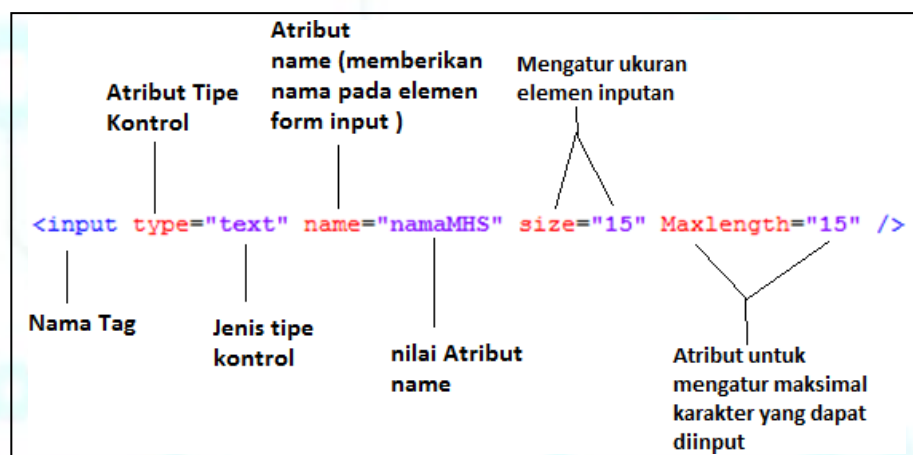 Atribut
name (memberikan
nama pada elemen
form input )
Mengatur ukuran
elemen inputan
Atribut Tipe
Kontrol
<input type="text" name="namaMHS" size="15" Maxlength="15" />
Nama Tag
Jenis tipe
kontrol
nilai Atribut
name
Atribut untuk
mengatur maksimal
karakter yang dapat
diinput